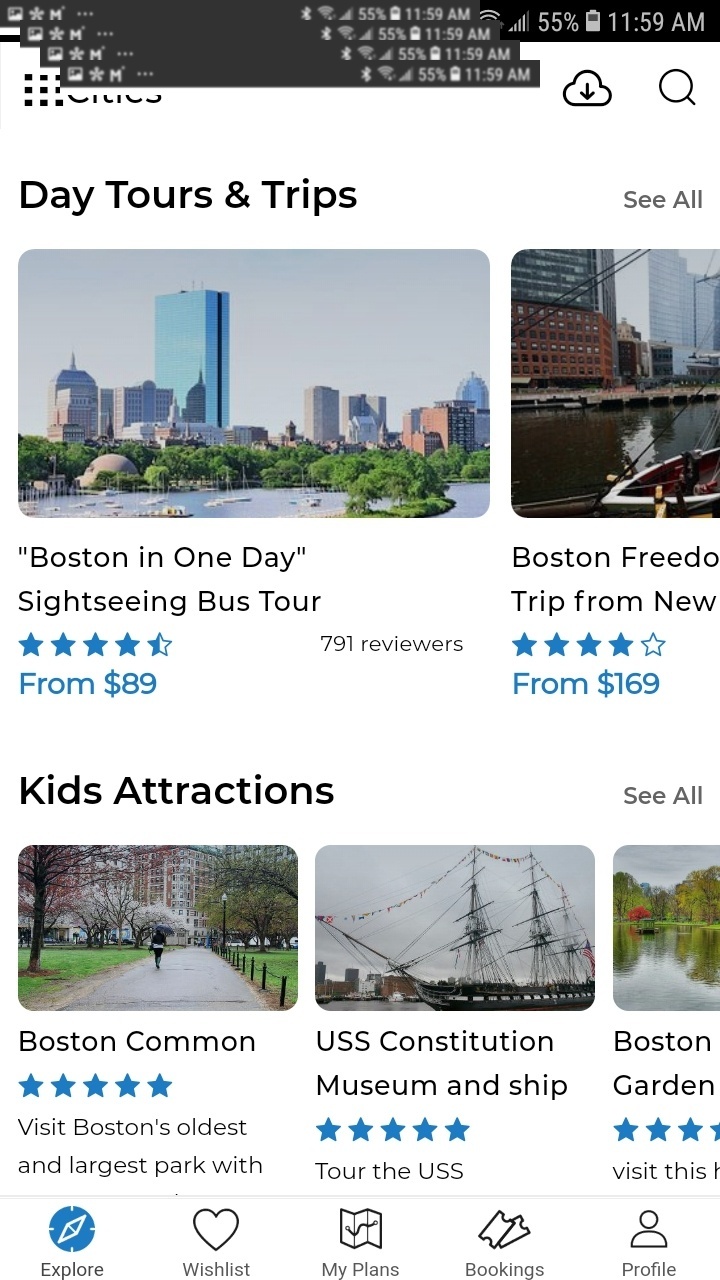 55% 11:59 AM
55% 11:59 AM
55% 11:59 AM
55% 11:59 AM
55% 11:59 AM
Cities
Day Tours & Trips See All
"Boston in One Day"
Sightseeing Bus Tour
791 reviewers
From $89
Boston Freedo
Trip from New
From $169
Kids Attractions See All
Boston Common
Visit Boston's oldest
and largest park with
USS Constitution
Museum and ship
Tour the USS
Boston
Garden
visit this h
Explore Wishlist My Plans Bookings Profile